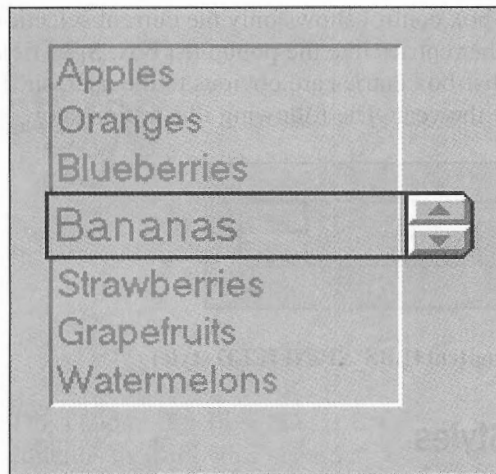 Apples
Oranges
Blueberries
Bananas
Strawberries
Grapefruits
Watermelons